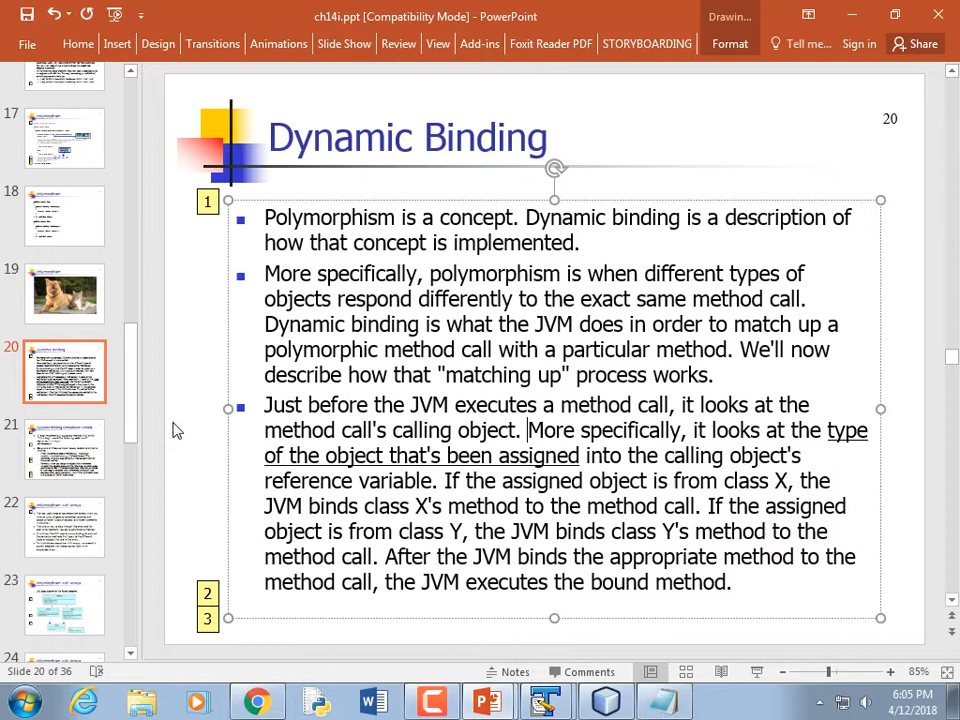 ch14i.ppt [Compatibility Mode] - PowerPoint
Drawin...
File Home Insert Design Transitions Animations Slide Show Review View Add-ins Foxit Reader PDF STORYBOARDING Format Tell me... Sign in Share
17
18
19
20
21
22
23
24
20
Dynamic Binding
1
Polymorphism is a concept. Dynamic binding is a description of
how that concept is implemented.
More specifically, polymorphism is when different types of
objects respond differently to the exact same method call.
Dynamic binding is what the JVM does in order to match up a
polymorphic method call with a particular method. We'll now
describe how that "matching up" process works.
Just before the JVM executes a method call, it looks at the
method call's calling object. More specifically, it looks at the type
of the object that's been assigned into the calling object's
reference variable. If the assigned object is from class X, the
JVM binds class X's method to the method call. If the assigned
object is from class Y, the JVM binds class Y's method to the
method call. After the JVM binds the appropriate method to the
method call, the JVM executes the bound method.
2
3
Slide 20 of 36 Notes Comments 85%
6:05 PM
4/12/2018